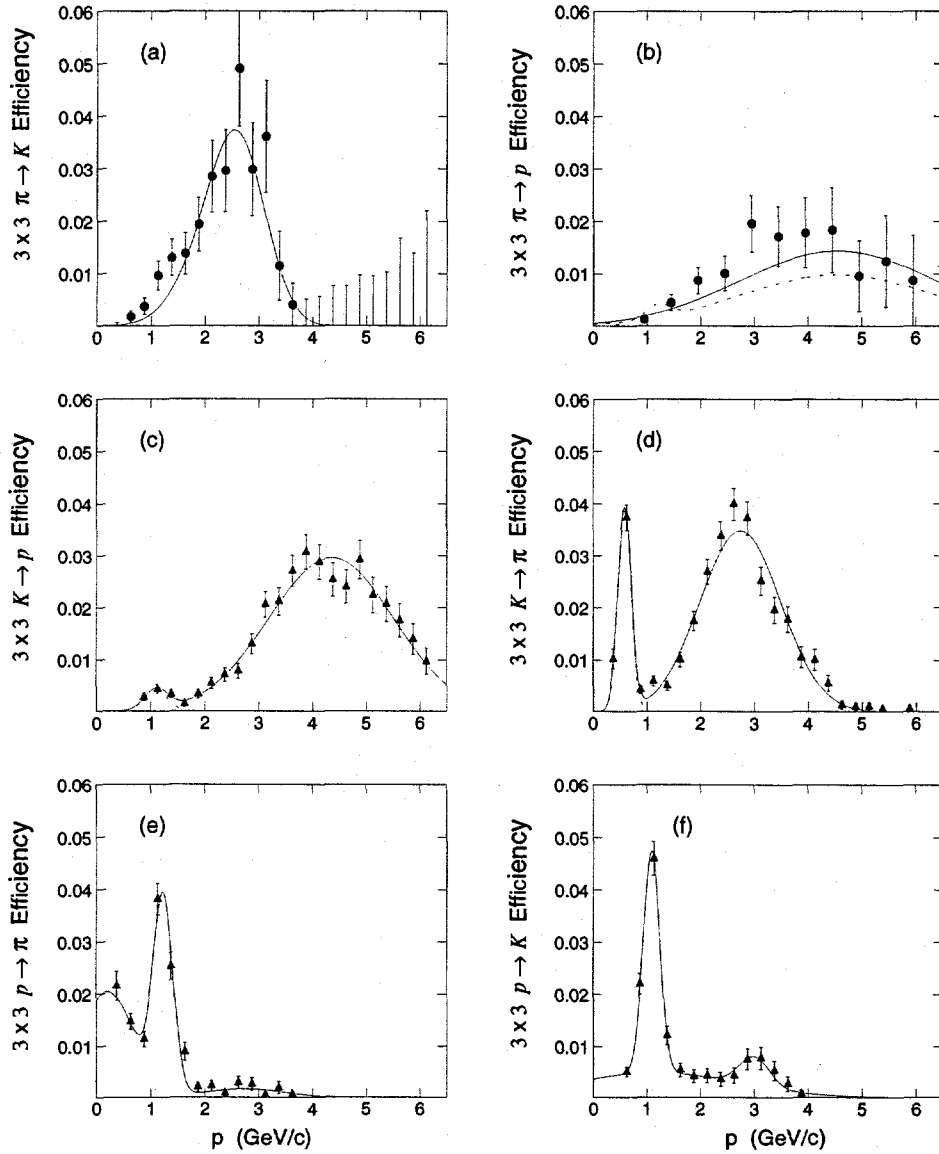 0.06
0.05
0.04
0.03
0.02
0.01
0 1 2 3 4 5 6
(a)
3 x 3 π → K Efficiency
0.06
0.05
0.04
0.03
0.02
0.01
0 1 2 3 4 5 6
(b)
3 x 3 π → p Efficiency
0.06
0.05
0.04
0.03
0.02
0.01
0 1 2 3 4 5 6
(c)
3 x 3 K → p Efficiency
0.06
0.05
0.04
0.03
0.02
0.01
0 1 2 3 4 5 6
(d)
3 x 3 K → π Efficiency
0.06
0.05
0.04
0.03
0.02
0.01
0 1 2 3 4 5 6
(e)
3 x 3 p → π Efficiency
p (GeV/c)
0.06
0.05
0.04
0.03
0.02
0.01
0 1 2 3 4 5 6
(f)
3 x 3 p → K Efficiency
p (GeV/c)